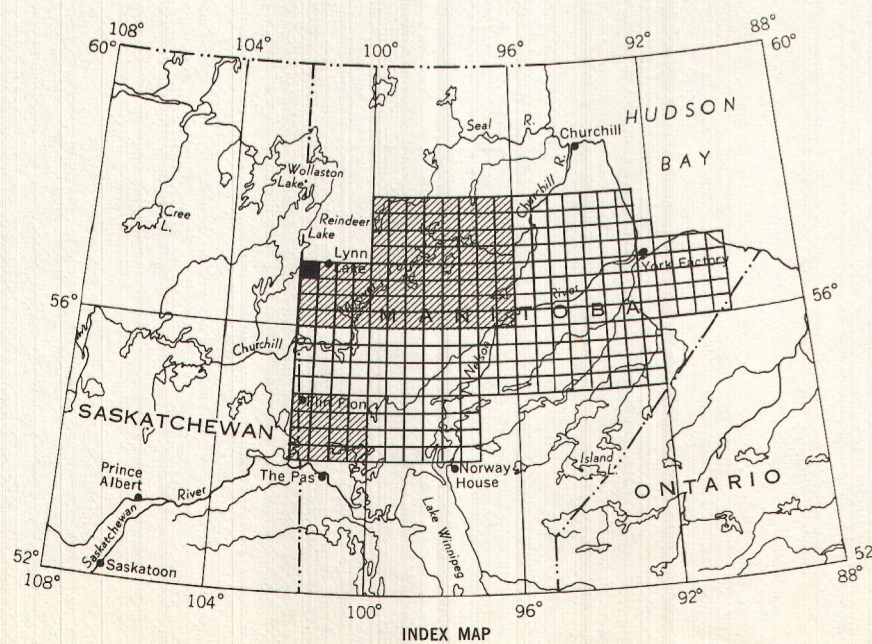 108°
104°
100°
96°
92°
88°
60°
60°
HUDSON
BAY
Seal R.
Churchill
Churchill R.
Wollaston
Lake
Cree
L.
Reindeer
Lake
Lynn
Lake
York Factory
River
56°
56°
MANITOBA
Churchill
Nelson
Flin Flon
SASKATCHEWAN
Prince
Albert
River
The Pas
Norway
House
Island
L.
ONTARIO
Saskatchewan
Lake Winnipeg
52°
52°
Saskatoon
108°
104°
100°
96°
92°
88°
INDEX MAP